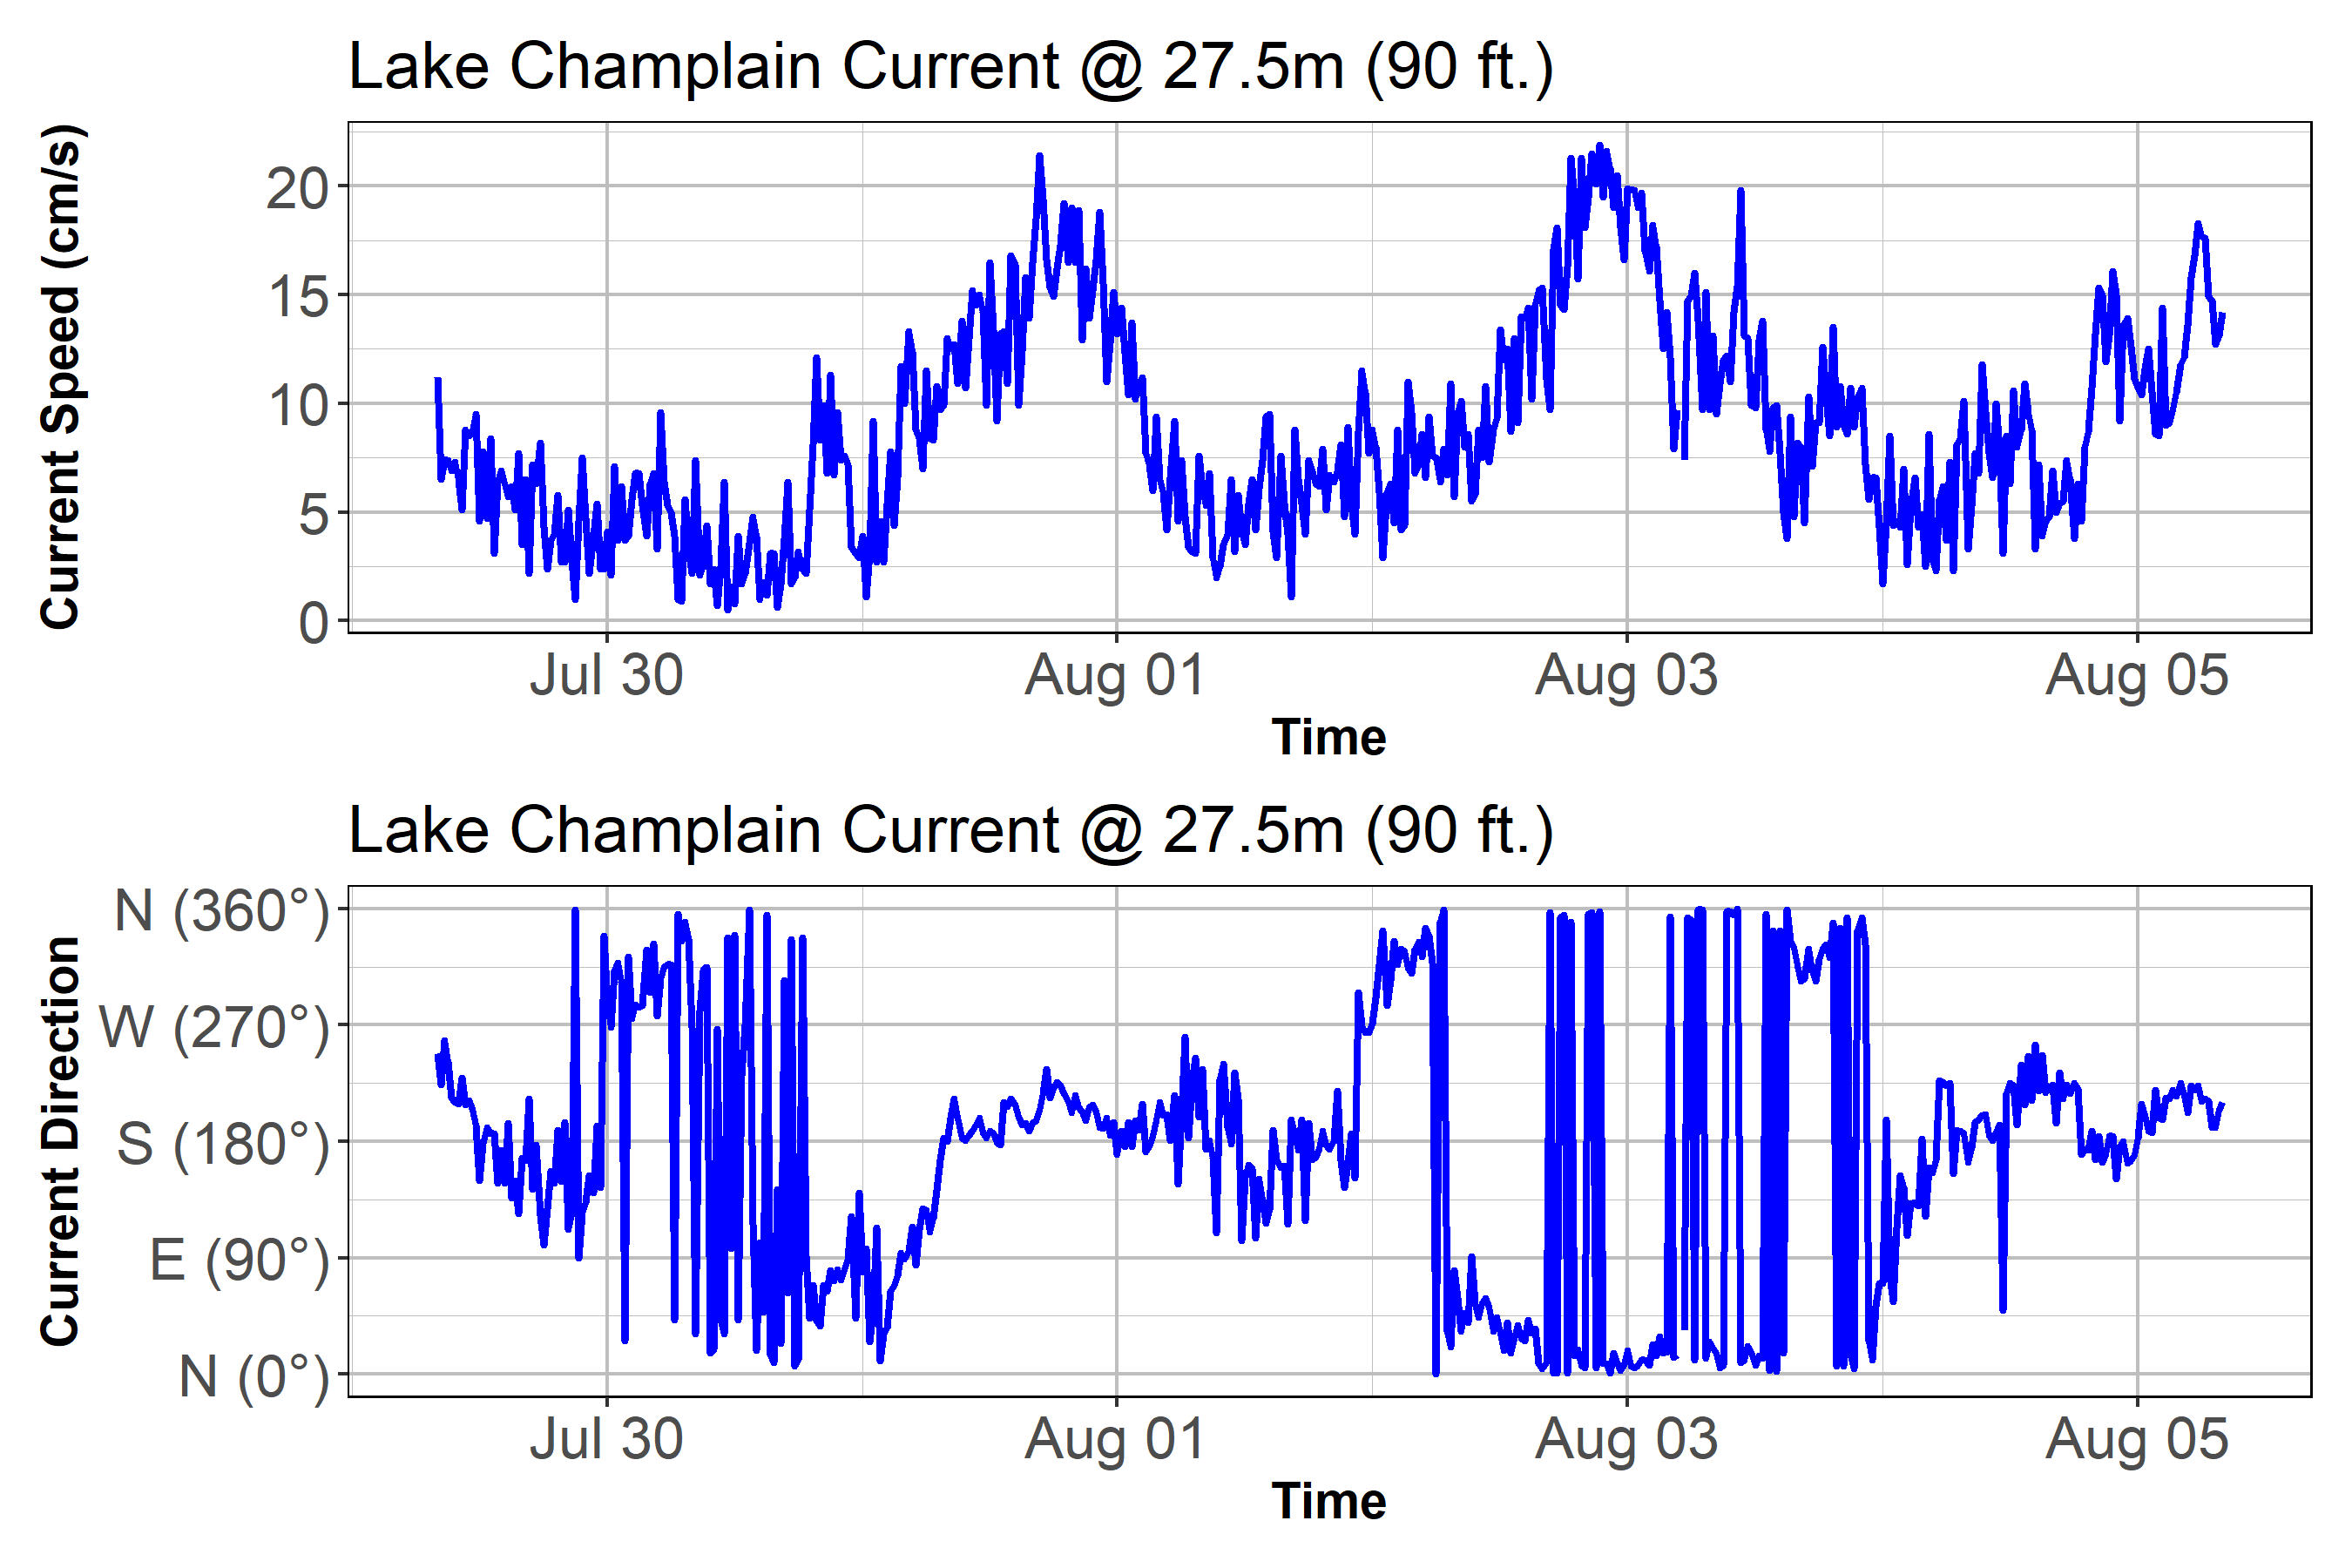 Lake Champlain Current @ 27.5m (90 ft.)
Current Speed (cm/s)
20
15
10
5
0
Jul 30 Aug 01 Aug 03 Aug 05
Time
Lake Champlain Current @ 27.5m (90 ft.)
Current Direction
N (360°)
W (270°)
S (180°)
E (90°)
N (0°)
Jul 30 Aug 01 Aug 03 Aug 05
Time